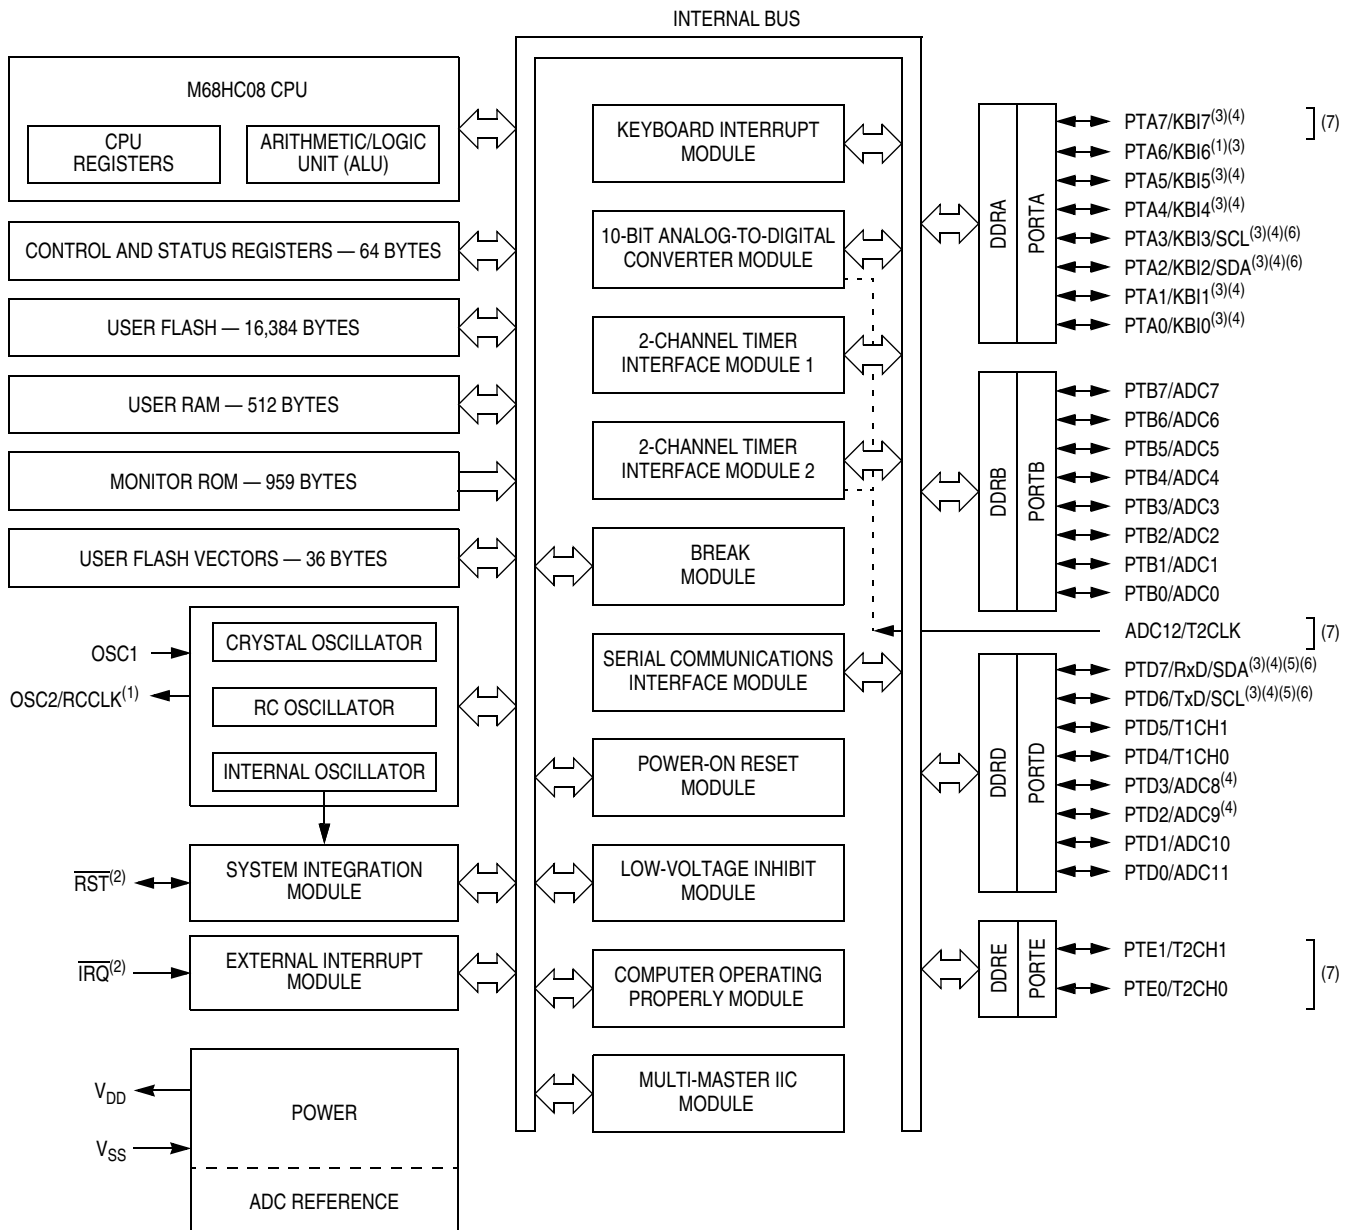 INTERNAL BUS
M68HC08 CPU
CPU
REGISTERS
ARITHMETIC/LOGIC
UNIT (ALU)
CONTROL AND STATUS REGISTERS — 64 BYTES
USER FLASH — 16,384 BYTES
USER RAM — 512 BYTES
MONITOR ROM — 959 BYTES
USER FLASH VECTORS — 36 BYTES
OSC1
OSC2/RCCLK(1)
CRYSTAL OSCILLATOR
RC OSCILLATOR
INTERNAL OSCILLATOR
RST(2)
SYSTEM INTEGRATION
MODULE
IRQ(2)
EXTERNAL INTERRUPT
MODULE
VDD
VSS
POWER
ADC REFERENCE
KEYBOARD INTERRUPT
MODULE
10-BIT ANALOG-TO-DIGITAL
CONVERTER MODULE
2-CHANNEL TIMER
INTERFACE MODULE 1
2-CHANNEL TIMER
INTERFACE MODULE 2
BREAK
MODULE
SERIAL COMMUNICATIONS
INTERFACE MODULE
POWER-ON RESET
MODULE
LOW-VOLTAGE INHIBIT
MODULE
COMPUTER OPERATING
PROPERLY MODULE
MULTI-MASTER IIC
MODULE
DDRA
PORTA
PTA7/KBI7(3)(4)
(7)
PTA6/KBI6(1)(3)
PTA5/KBI5(3)(4)
PTA4/KBI4(3)(4)
PTA3/KBI3/SCL(3)(4)(6)
PTA2/KBI2/SDA(3)(4)(6)
PTA1/KBI1(3)(4)
PTA0/KBI0(3)(4)
DDRB
PORTB
PTB7/ADC7
PTB6/ADC6
PTB5/ADC5
PTB4/ADC4
PTB3/ADC3
PTB2/ADC2
PTB1/ADC1
PTB0/ADC0
ADC12/T2CLK
(7)
DDRD
PORTD
PTD7/RxD/SDA(3)(4)(5)(6)
PTD6/TxD/SCL(3)(4)(5)(6)
PTD5/T1CH1
PTD4/T1CH0
PTD3/ADC8(4)
PTD2/ADC9(4)
PTD1/ADC10
PTD0/ADC11
DDRE
PORTE
PTE1/T2CH1
PTE0/T2CH0
(7)